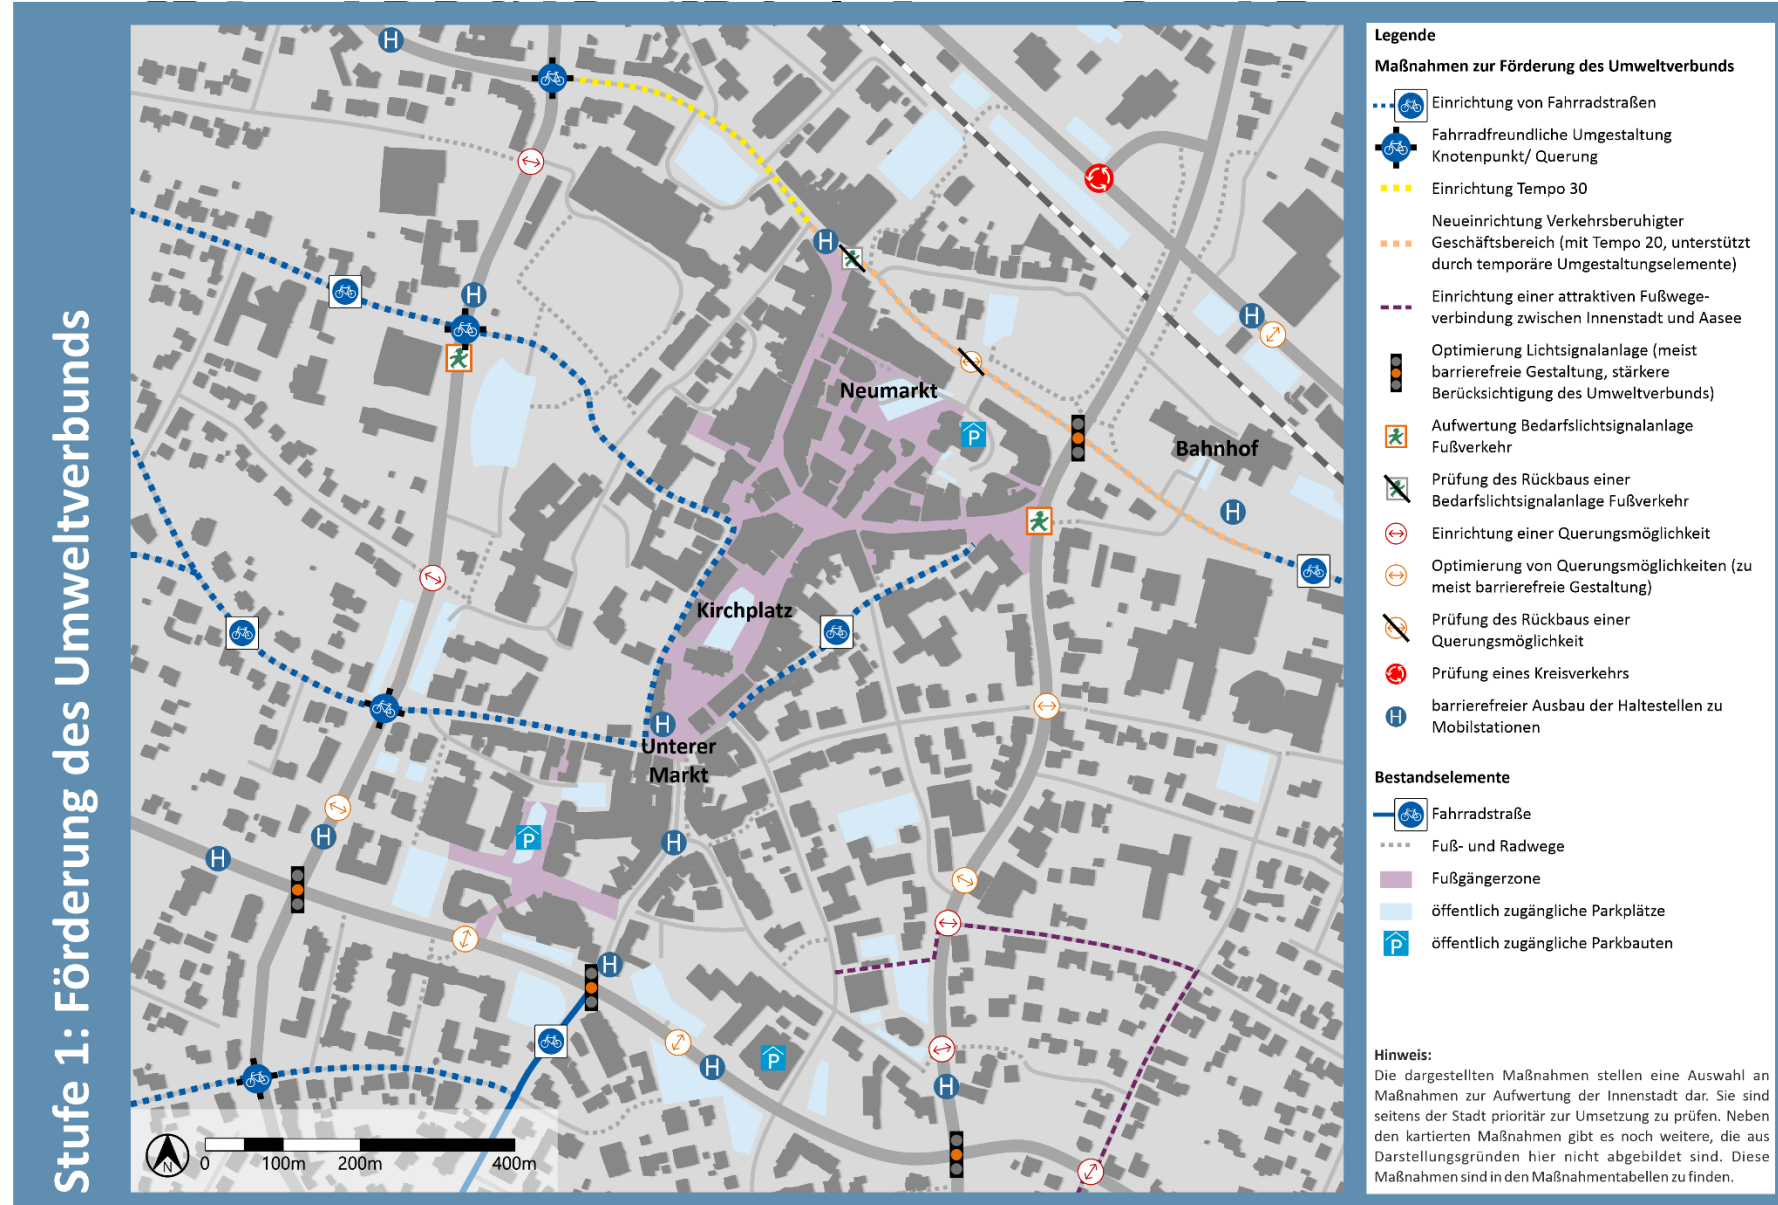 Stufe 1: Förderung des Umweltverbunds
H
H
H
H
Neumarkt
P
Bahnhof
H
Kirchplatz
H
Unterer
Markt
H
H
P
H
H
P
H
H
N
0
100m
200m
400m
Legende
Maßnahmen zur Förderung des Umweltverbunds
Einrichtung von Fahrradstraßen
Fahrradfreundliche Umgestaltung
Knotenpunkt/ Querung
Einrichtung Tempo 30
Neueinrichtung Verkehrsberuhigter
Geschäftsbereich (mit Tempo 20, unterstützt
durch temporäre Umgestaltungselemente)
Einrichtung einer attraktiven Fußwege-
verbindung zwischen Innenstadt und Aasee
Optimierung Lichtsignalanlage (meist
barrierefreie Gestaltung, stärkere
Berücksichtigung des Umweltverbunds)
Aufwertung Bedarfslichtsignalanlage
Fußverkehr
Prüfung des Rückbaus einer
Bedarfslichtsignalanlage Fußverkehr
Einrichtung einer Querungsmöglichkeit
Optimierung von Querungsmöglichkeiten (zu
meist barrierefreie Gestaltung)
Prüfung des Rückbaus einer
Querungsmöglichkeit
Prüfung eines Kreisverkehrs
H
barrierefreier Ausbau der Haltestellen zu
Mobilstationen
Bestandselemente
Fahrradstraße
Fuß- und Radwege
Fußgängerzone
öffentlich zugängliche Parkplätze
P
öffentlich zugängliche Parkbauten
Hinweis:
Die dargestellten Maßnahmen stellen eine Auswahl an
Maßnahmen zur Aufwertung der Innenstadt dar. Sie sind
seitens der Stadt prioritär zur Umsetzung zu prüfen. Neben
den kartierten Maßnahmen gibt es noch weitere, die aus
Darstellungsgründen hier nicht abgebildet sind. Diese
Maßnahmen sind in den Maßnahmentabellen zu finden.